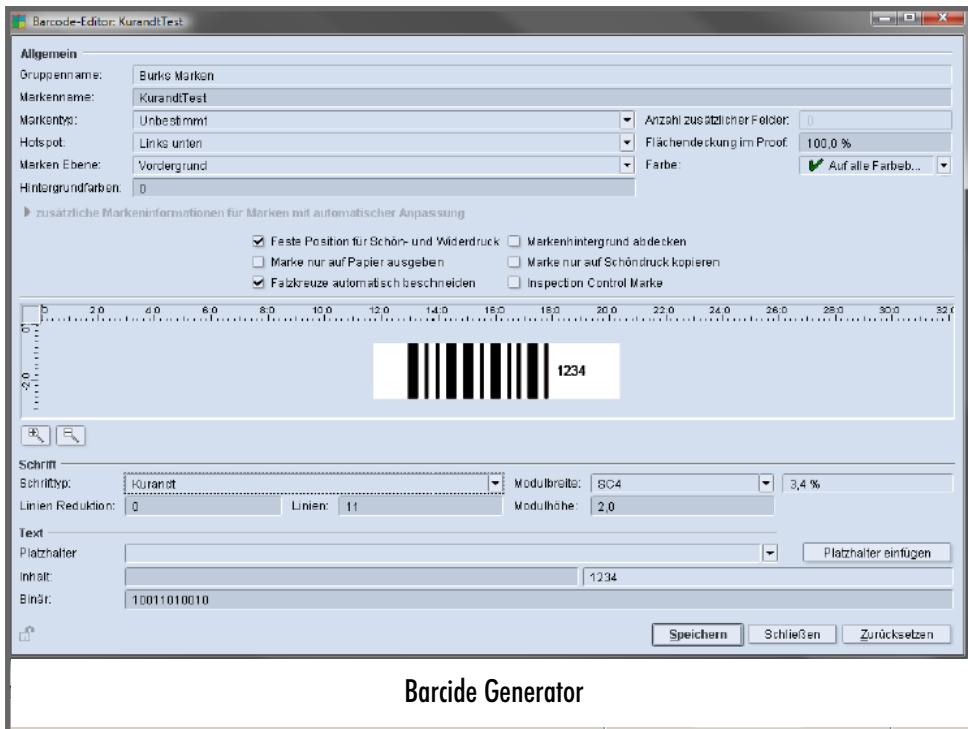 Barcode-Editor: KurandtTest
Allgemein
Gruppenname: Burks Marken
Markenname: KurandtTest
Markentyp: Unbestimmt Anzahl zusätzlicher Felder: 0
Hotspot: Links unten Flächendeckung im Proof: 100,0 %
Marken Ebene: Vordergrund Farbe: Auf alle Farbeb...
Hintergrundfarben: 0
zusätzliche Markeninformationen für Marken mit automatischer Anpassung
Feste Position für Schön- und Widerdruck Markenhintergrund abdecken
Marke nur auf Papier ausgeben Marke nur auf Schöndruck kopieren
Falzkreuze automatisch beschneiden Inspection Control Marke
0 2,0 4,0 6,0 8,0 10,0 12,0 14,0 16,0 18,0 20,0 22,0 24,0 26,0 28,0 30,0 32,0
0
-2,0
1234
Schrift
Schrifttyp: Kurandt Modulbreite: SC4 3,4 %
Linien Reduktion: 0 Linien: 11 Modulhöhe: 2,0
Text
Platzhalter Platzhalter einfügen
Inhalt: 1234
Binär: 10011010010
Speichern Schließen Zurücksetzen
Barcide Generator